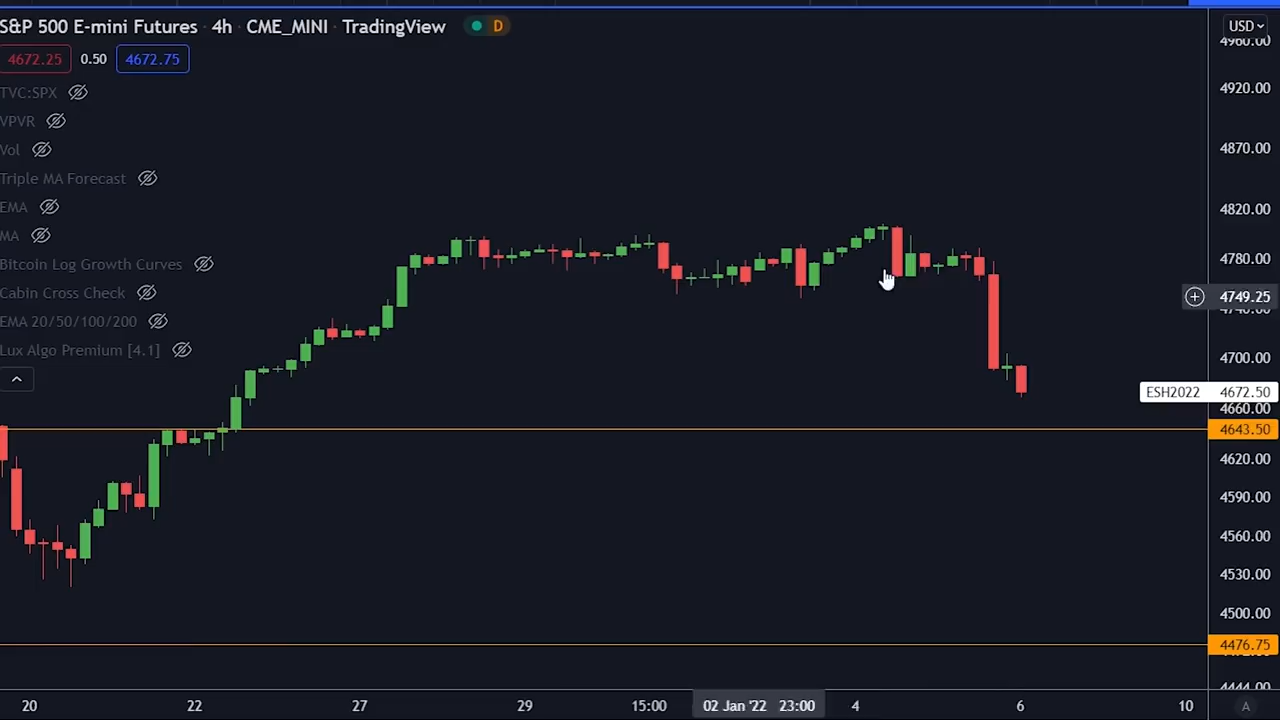 S&P 500 E-mini Futures · 4h · CME_MINI · TradingView D
4672.25 0.50 4672.75
TVC:SPX
VPVR
Vol
Triple MA Forecast
EMA
MA
Bitcoin Log Growth Curves
Cabin Cross Check
EMA 20/50/100/200
Lux Algo Premium [4.1]
USD
4960.00
4920.00
4870.00
4820.00
4780.00
4749.25
4740.00
4700.00
ESH2022 4672.50
4660.00
4643.50
4620.00
4590.00
4560.00
4530.00
4500.00
4476.75
4444.00
20 22 27 29 15:00 02 Jan '22 23:00 4 6 10 A